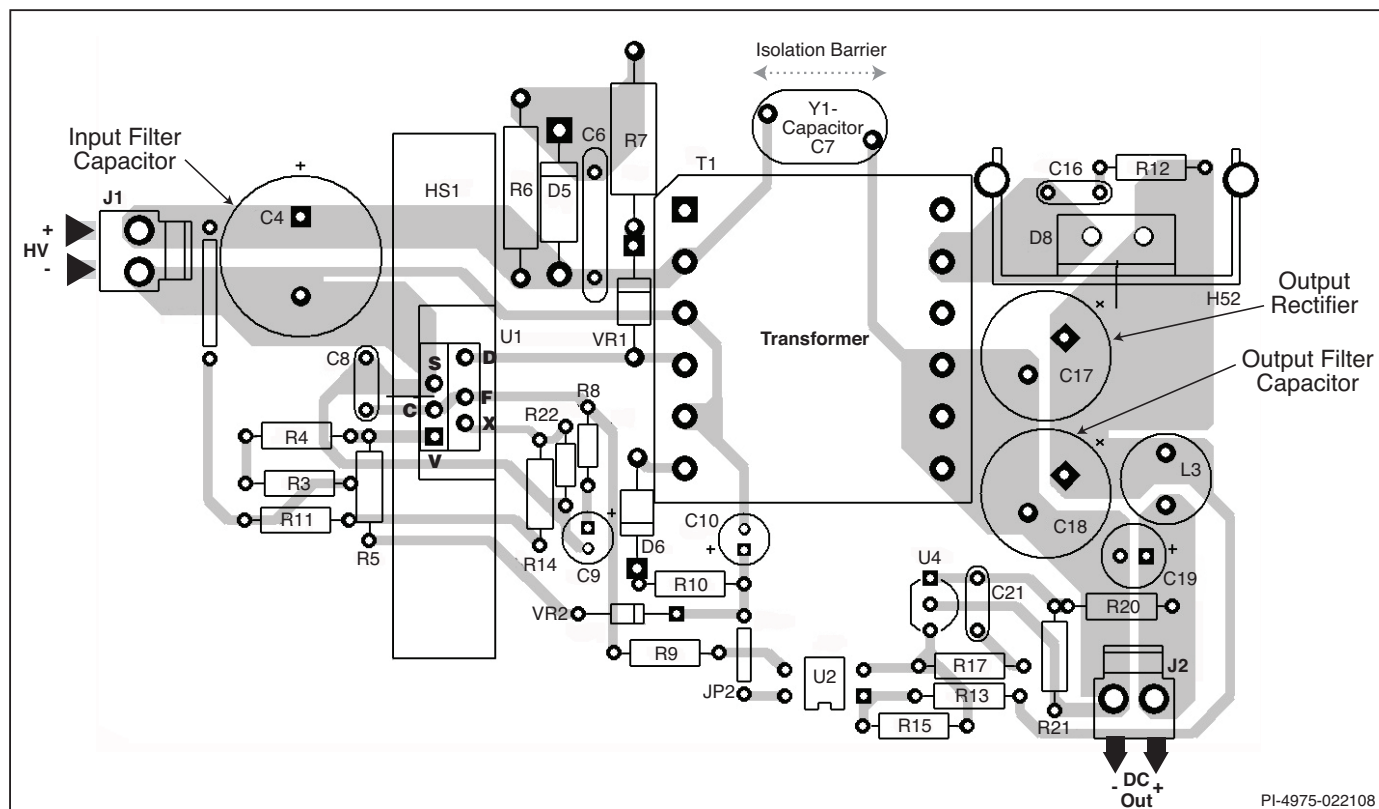 Isolation Barrier
Y1-
Capacitor
C7
Input Filter
Capacitor
+
C4
J1
+
HV
-
HS1
R6
D5
C6
R7
T1
C16
R12
D8
H52
Output
Rectifier
VR1
Transformer
U1
C8
S
D
C
F
X
V
C17
Output Filter
Capacitor
R4
R3
R11
R5
R22
R8
R14
+
C9
D6
C10
+
C18
L3
+
C19
U4
C21
R10
R20
VR2
R9
JP2
U2
R17
R13
R15
R21
J2
- DC +
Out
PI-4975-022108